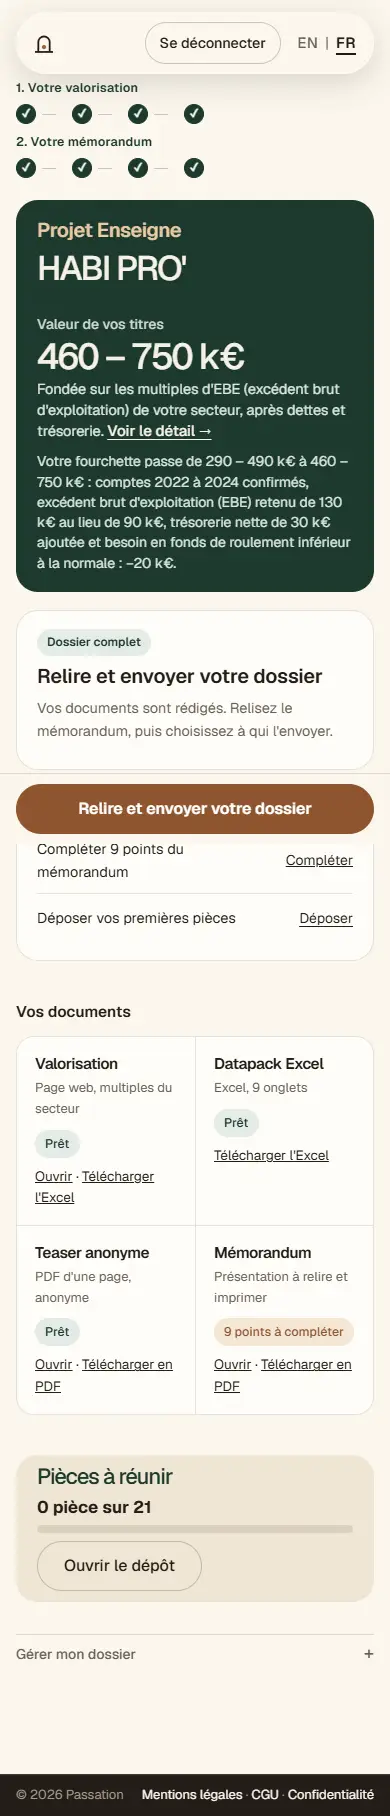 Se déconnecter
EN | FR
1. Votre valorisation
2. Votre mémorandum
Projet Enseigne
HABI PRO'
Valeur de vos titres
460 – 750 k€
Fondée sur les multiples d'EBE (excédent brut
d'exploitation) de votre secteur, après dettes et
trésorerie. Voir le détail →
Votre fourchette passe de 290 – 490 k€ à 460 –
750 k€ : comptes 2022 à 2024 confirmés,
excédent brut d'exploitation (EBE) retenu de 130
k€ au lieu de 90 k€, trésorerie nette de 30 k€
ajoutée et besoin en fonds de roulement inférieur
à la normale : −20 k€.
Dossier complet
Relire et envoyer votre dossier
Vos documents sont rédigés. Relisez le
mémorandum, puis choisissez à qui l'envoyer.
Relire et envoyer votre dossier
Compléter 9 points du
mémorandum
Compléter
Déposer vos premières pièces
Déposer
Vos documents
Valorisation
Page web, multiples du
secteur
Prêt
Ouvrir · Télécharger
l'Excel
Datapack Excel
Excel, 9 onglets
Prêt
Télécharger l'Excel
Teaser anonyme
PDF d'une page,
anonyme
Prêt
Ouvrir · Télécharger en
PDF
Mémorandum
Présentation à relire et
imprimer
9 points à compléter
Ouvrir · Télécharger en
PDF
Pièces à réunir
0 pièce sur 21
Ouvrir le dépôt
Gérer mon dossier +
© 2026 Passation
Mentions légales · CGU · Confidentialité